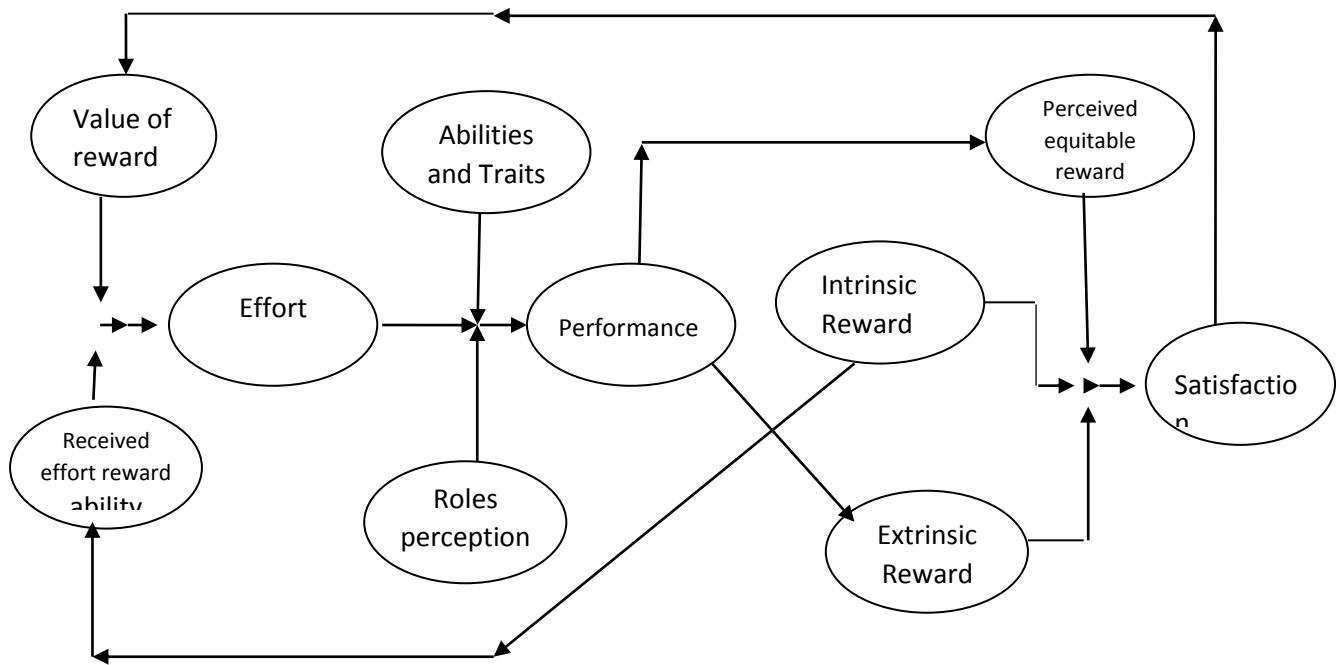 Value of
reward
Abilities
and Traits
Perceived
equitable
reward
Effort
Performance
Intrinsic
Reward
Satisfactio
n
Received
effort reward
ability
Roles
perception
Extrinsic
Reward